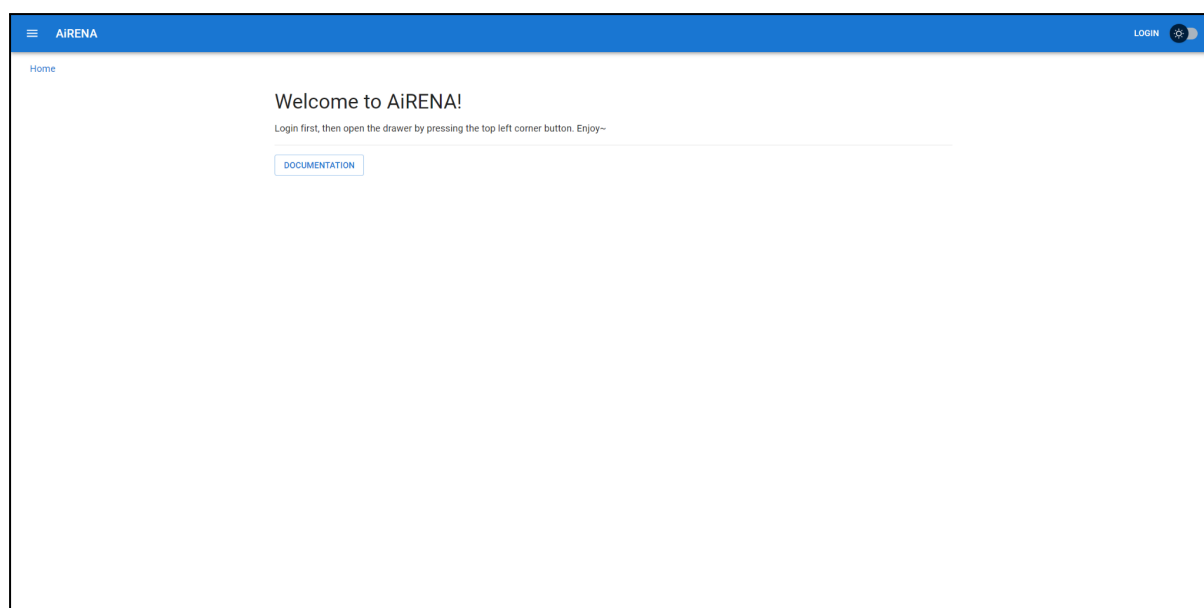 AiRENA
LOGIN
Home
Welcome to AiRENA!
Login first, then open the drawer by pressing the top left corner button. Enjoy~
DOCUMENTATION